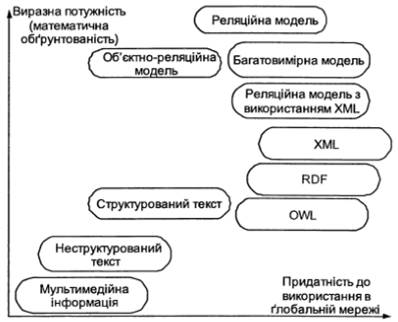 Виразна потужність
(математична
обґрунтованість)
Реляційна модель
Об'єктно-реляційна
модель
Багатовимірна модель
Реляційна модель з
використанням XML
XML
RDF
Структурований текст
OWL
Неструктурований
текст
Мультимедійна
інформація
Придатність до
використання в
ґлобальній мережі